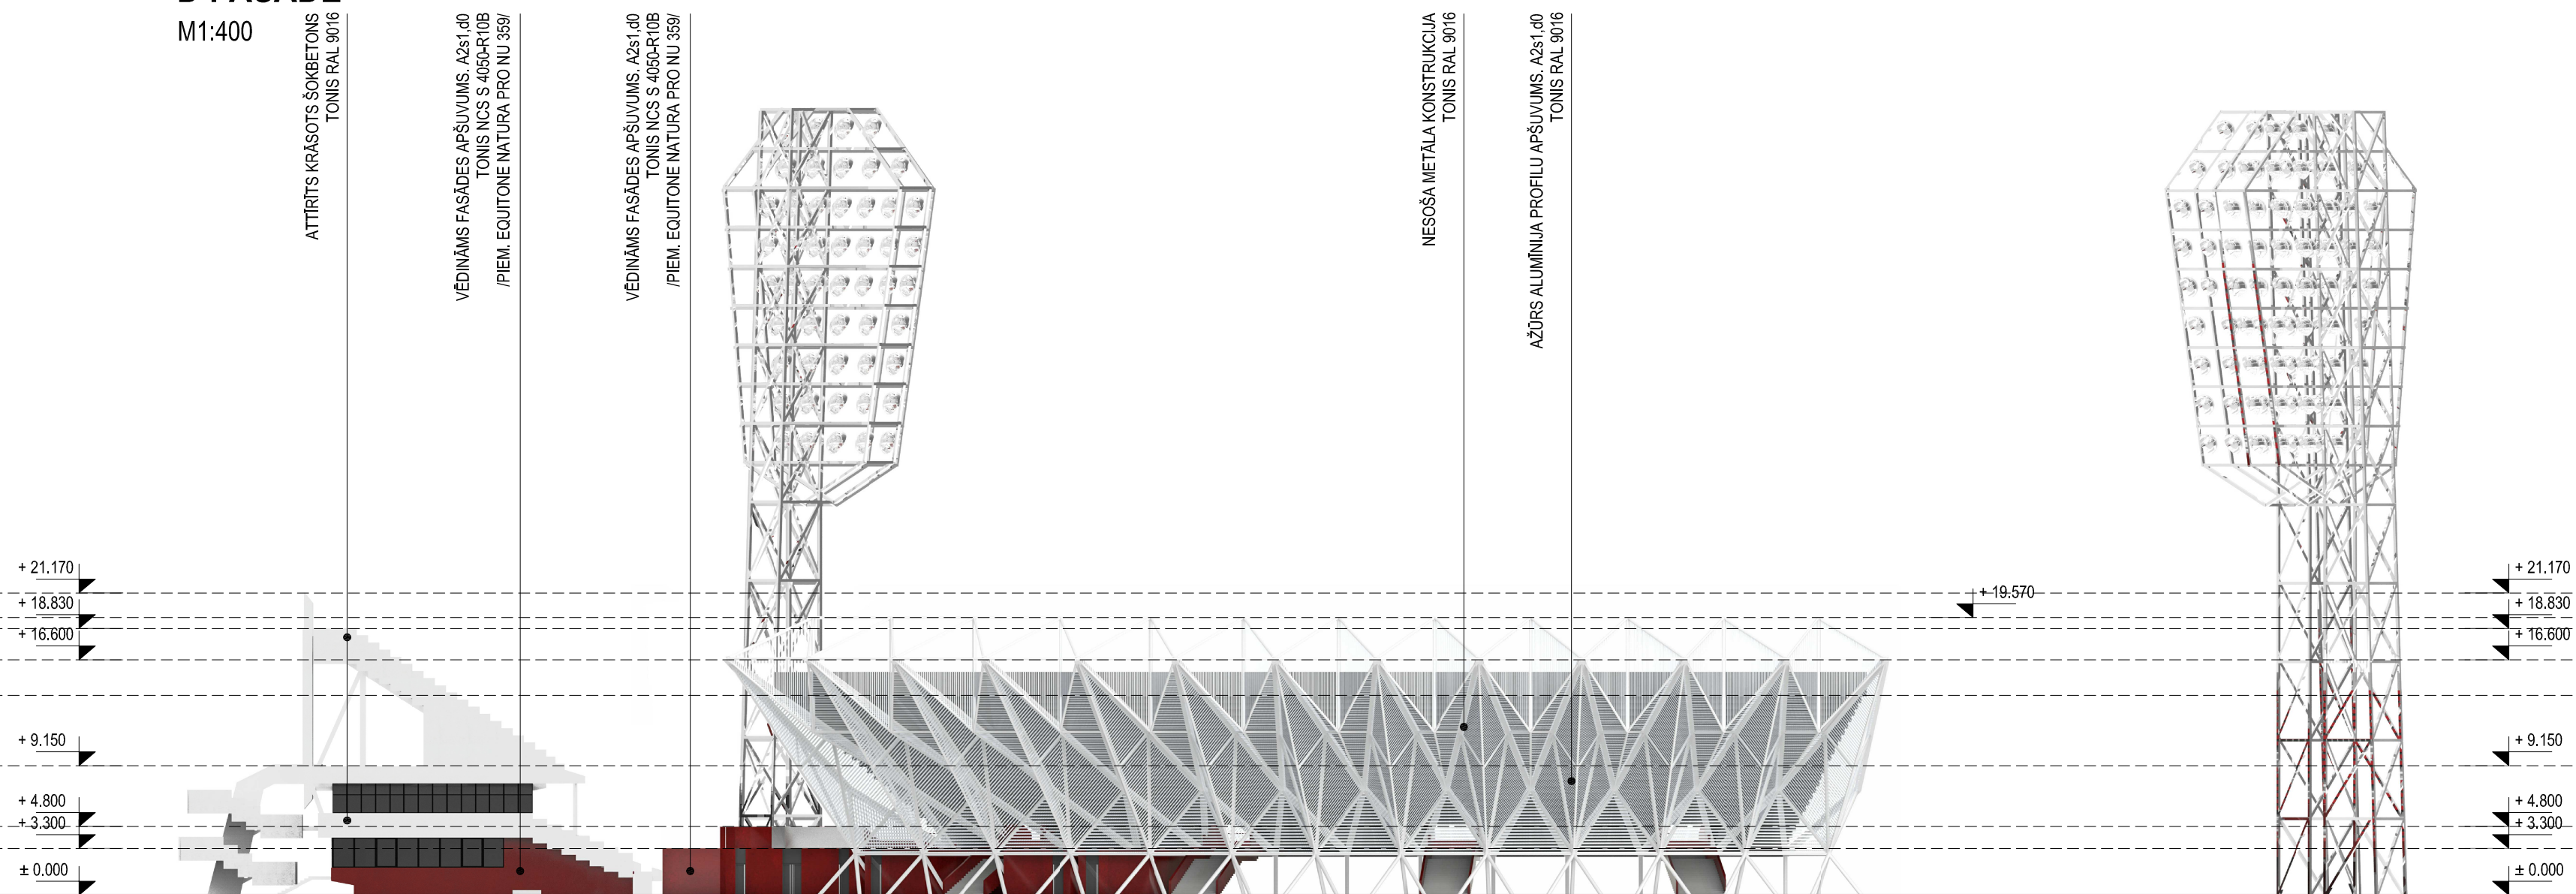 D FASĀDE
M1:400
ATTĪRĪTS KRĀSOTS ŠOKBETONS
TONIS RAL 9016
VĒDINĀMS FASĀDES APŠUVUMS. A2s1,d0
TONIS NCS S 4050-R10B
/PIEM. EQUITONE NATURA PRO NU 359/
VĒDINĀMS FASĀDES APŠUVUMS. A2s1,d0
TONIS NCS S 4050-R10B
/PIEM. EQUITONE NATURA PRO NU 359/
NESOŠA METĀLA KONSTRUKCIJA
TONIS RAL 9016
AŽŪRS ALUMĪNIJA PROFILU APŠUVUMS. A2s1,d0
TONIS RAL 9016
+ 21.170
+ 18.830
+ 16.600
+ 9.150
+ 4.800
+ 3.300
± 0.000
+ 19.570
+ 21.170
+ 18.830
+ 16.600
+ 9.150
+ 4.800
+ 3.300
± 0.000